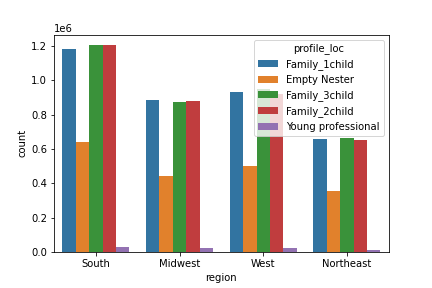 1e6
1.2
1.0
0.8
0.6
0.4
0.2
0.0
count
profile_loc
Family_1child
Empty Nester
Family_3child
Family_2child
Young professional
South Midwest West Northeast
region